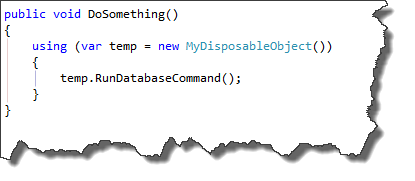 public void DoSomething()
{
    using (var temp = new MyDisposableObject())
    {
        temp.RunDatabaseCommand();
    }
}